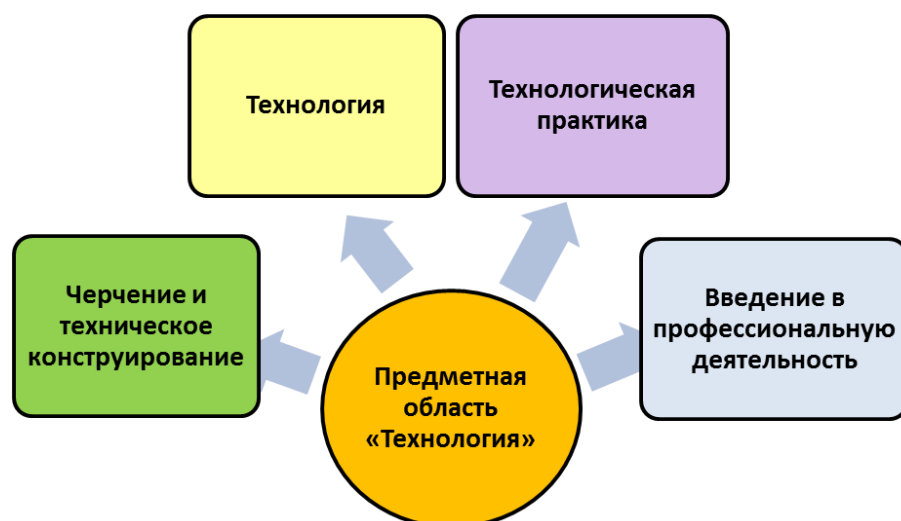 Технология
Технологическая
практика
Черчение и
техническое
конструирование
Введение в
профессиональную
деятельность
Предметная
область
«Технология»